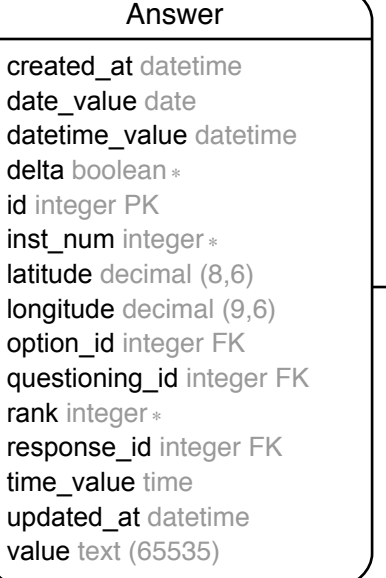 Answer
created_at datetime
date_value date
datetime_value datetime
delta boolean *
id integer PK
inst_num integer *
latitude decimal (8,6)
longitude decimal (9,6)
option_id integer FK
questioning_id integer FK
rank integer *
response_id integer FK
time_value time
updated_at datetime
value text (65535)